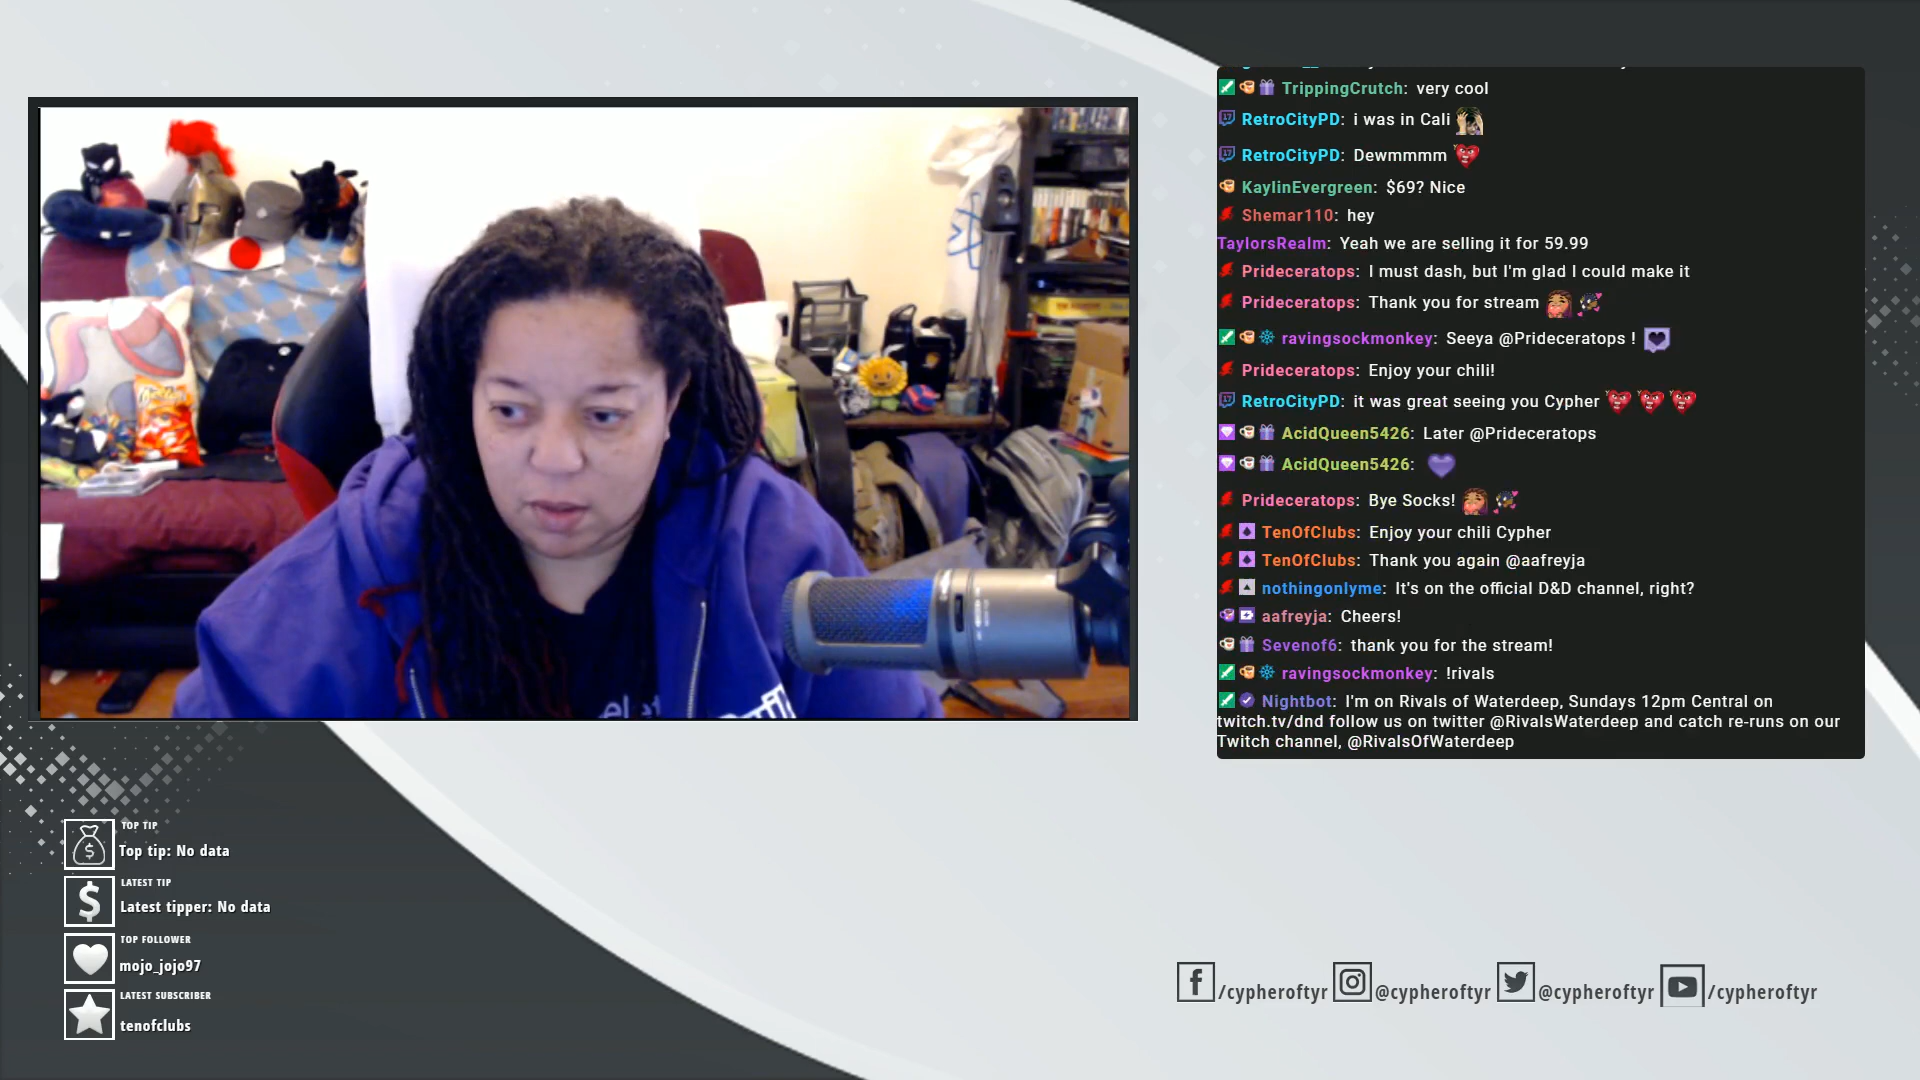 TrippingCrutch: very cool
RetroCityPD: i was in Cali
RetroCityPD: Dewmmmm
KaylinEvergreen: $69? Nice
Shemar110: hey
TaylorsRealm: Yeah we are selling it for 59.99
Prideceratops: I must dash, but I'm glad I could make it
Prideceratops: Thank you for stream
ravingsockmonkey: Seeya @Prideceratops !
Prideceratops: Enjoy your chili!
RetroCityPD: it was great seeing you Cypher
AcidQueen5426: Later @Prideceratops
AcidQueen5426:
Prideceratops: Bye Socks!
TenOfClubs: Enjoy your chili Cypher
TenOfClubs: Thank you again @aafreyja
nothingonlyme: It's on the official D&D channel, right?
aafreyja: Cheers!
Sevenof6: thank you for the stream!
ravingsockmonkey: !rivals
Nightbot: I'm on Rivals of Waterdeep, Sundays 12pm Central on
twitch.tv/dnd follow us on twitter @RivalsWaterdeep and catch re-runs on our
Twitch channel, @RivalsOfWaterdeep
TOP TIP
Top tip: No data
LATEST TIP
Latest tipper: No data
TOP FOLLOWER
mojo_jojo97
LATEST SUBSCRIBER
tenofclubs
/cypheroftyr @cypheroftyr @cypheroftyr /cypheroftyr